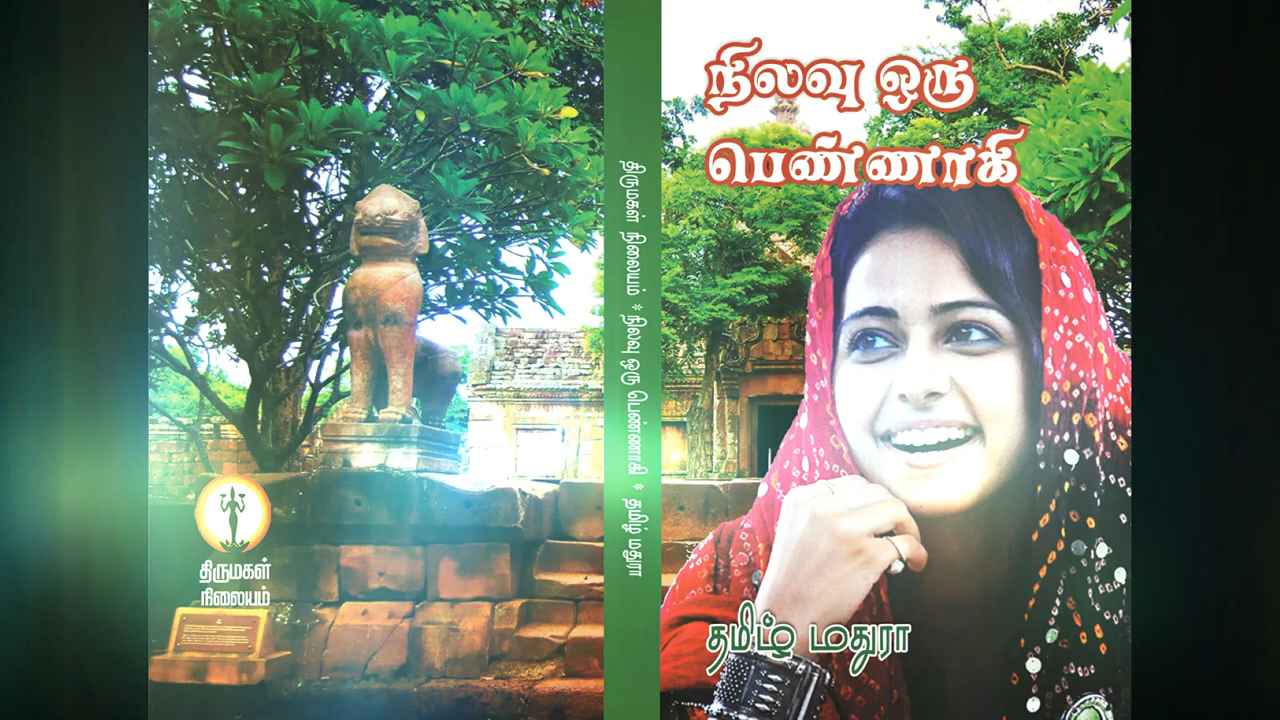 நிலவு ஒரு
பெண்ணாகி
தமிழ் மதுரா
திருமகள் நிலையம் * நிலவு ஒரு பெண்ணாகி * தமிழ் மதுரா
திருமகள்
நிலையம்